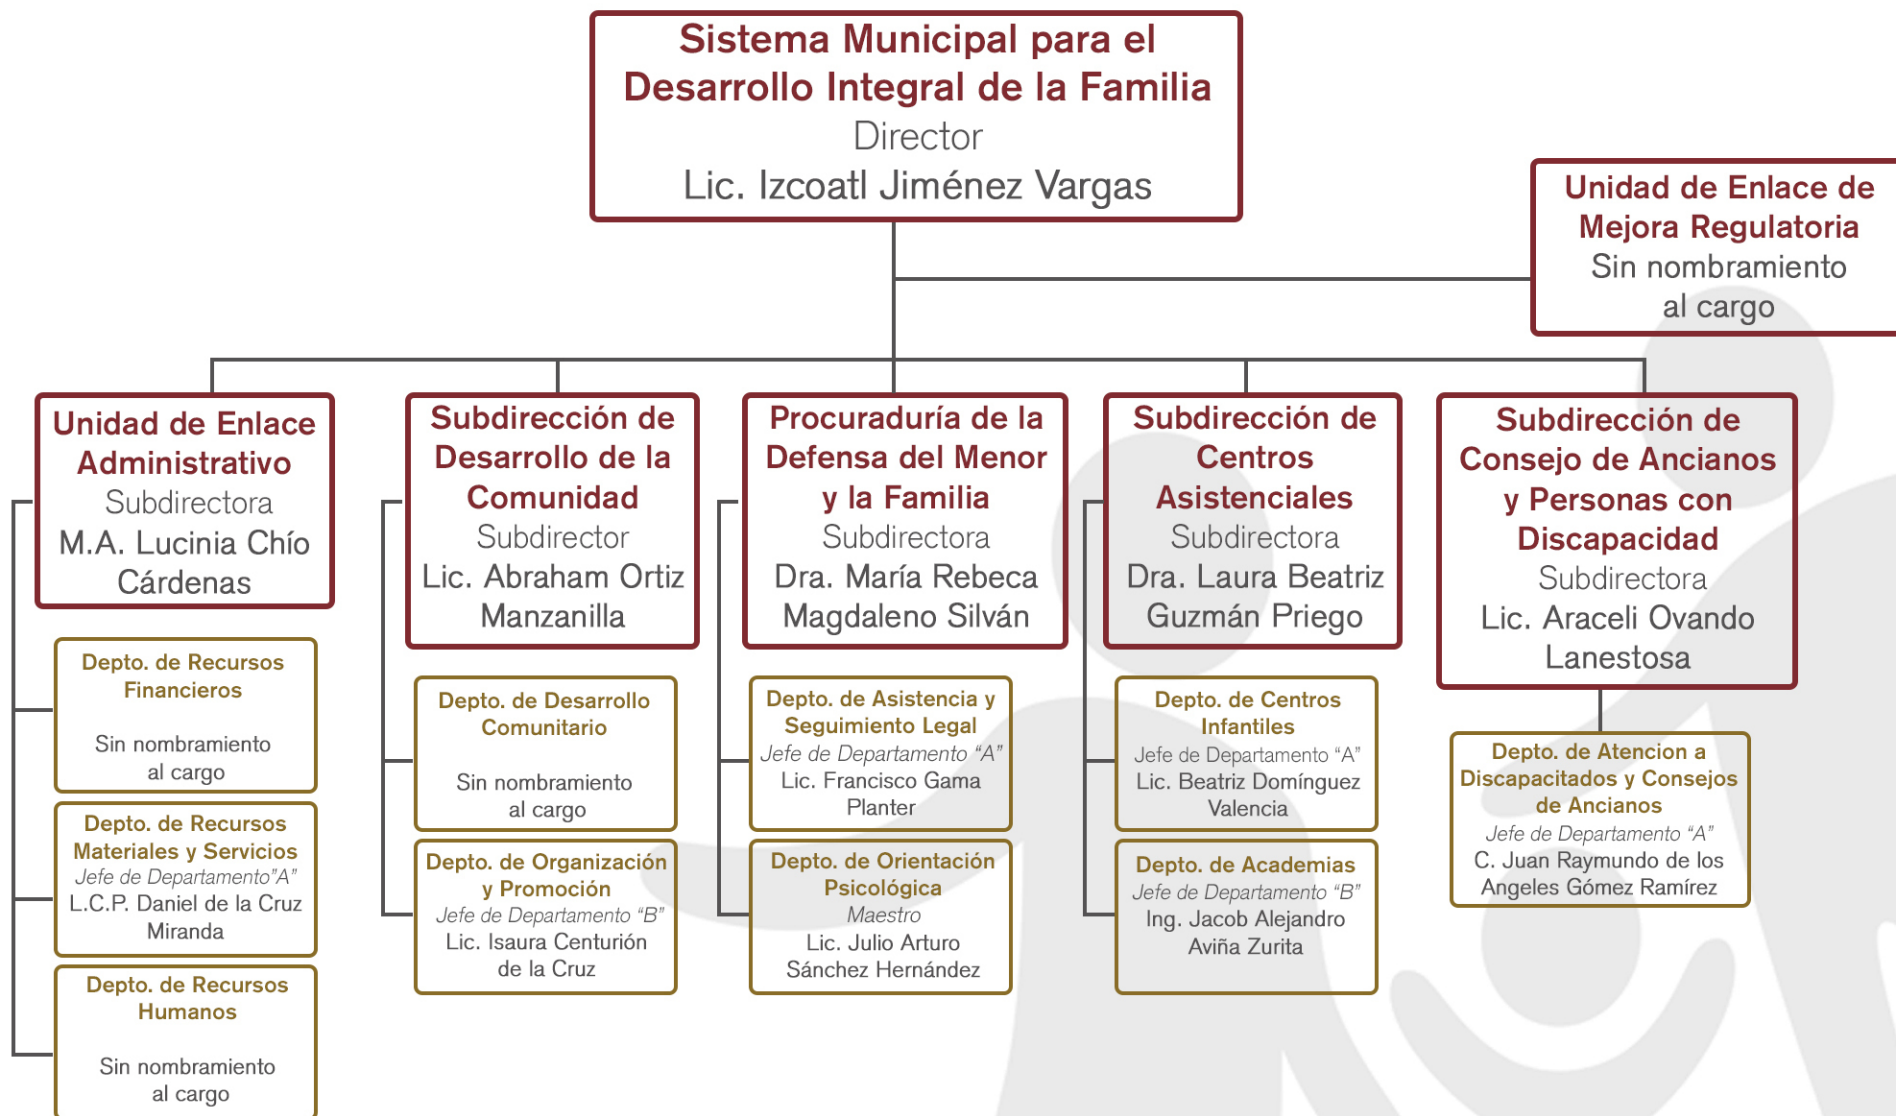 Sistema Municipal para el
Desarrollo Integral de la Familia
Director
Lic. Izcoatl Jiménez Vargas
Unidad de Enlace de
Mejora Regulatoria
Sin nombramiento
al cargo
Unidad de Enlace
Administrativo
Subdirectora
M.A. Lucinia Chío
Cárdenas
Depto. de Recursos
Financieros
Sin nombramiento
al cargo
Depto. de Recursos
Materiales y Servicios
Jefe de Departamento"A"
L.C.P. Daniel de la Cruz
Miranda
Depto. de Recursos
Humanos
Sin nombramiento
al cargo
Subdirección de
Desarrollo de la
Comunidad
Subdirector
Lic. Abraham Ortiz
Manzanilla
Depto. de Desarrollo
Comunitario
Sin nombramiento
al cargo
Depto. de Organización
y Promoción
Jefe de Departamento “B”
Lic. Isaura Centurión
de la Cruz
Procuraduría de la
Defensa del Menor
y la Familia
Subdirectora
Dra. María Rebeca
Magdaleno Silván
Depto. de Asistencia y
Seguimiento Legal
Jefe de Departamento “A”
Lic. Francisco Gama
Planter
Depto. de Orientación
Psicológica
Maestro
Lic. Julio Arturo
Sánchez Hernández
Subdirección de
Centros
Asistenciales
Subdirectora
Dra. Laura Beatriz
Guzmán Priego
Depto. de Centros
Infantiles
Jefe de Departamento “A”
Lic. Beatriz Domínguez
Valencia
Depto. de Academias
Jefe de Departamento “B”
Ing. Jacob Alejandro
Aviña Zurita
Subdirección de
Consejo de Ancianos
y Personas con
Discapacidad
Subdirectora
Lic. Araceli Ovando
Lanestosa
Depto. de Atencion a
Discapacitados y Consejos
de Ancianos
Jefe de Departamento “A”
C. Juan Raymundo de los
Angeles Gómez Ramírez